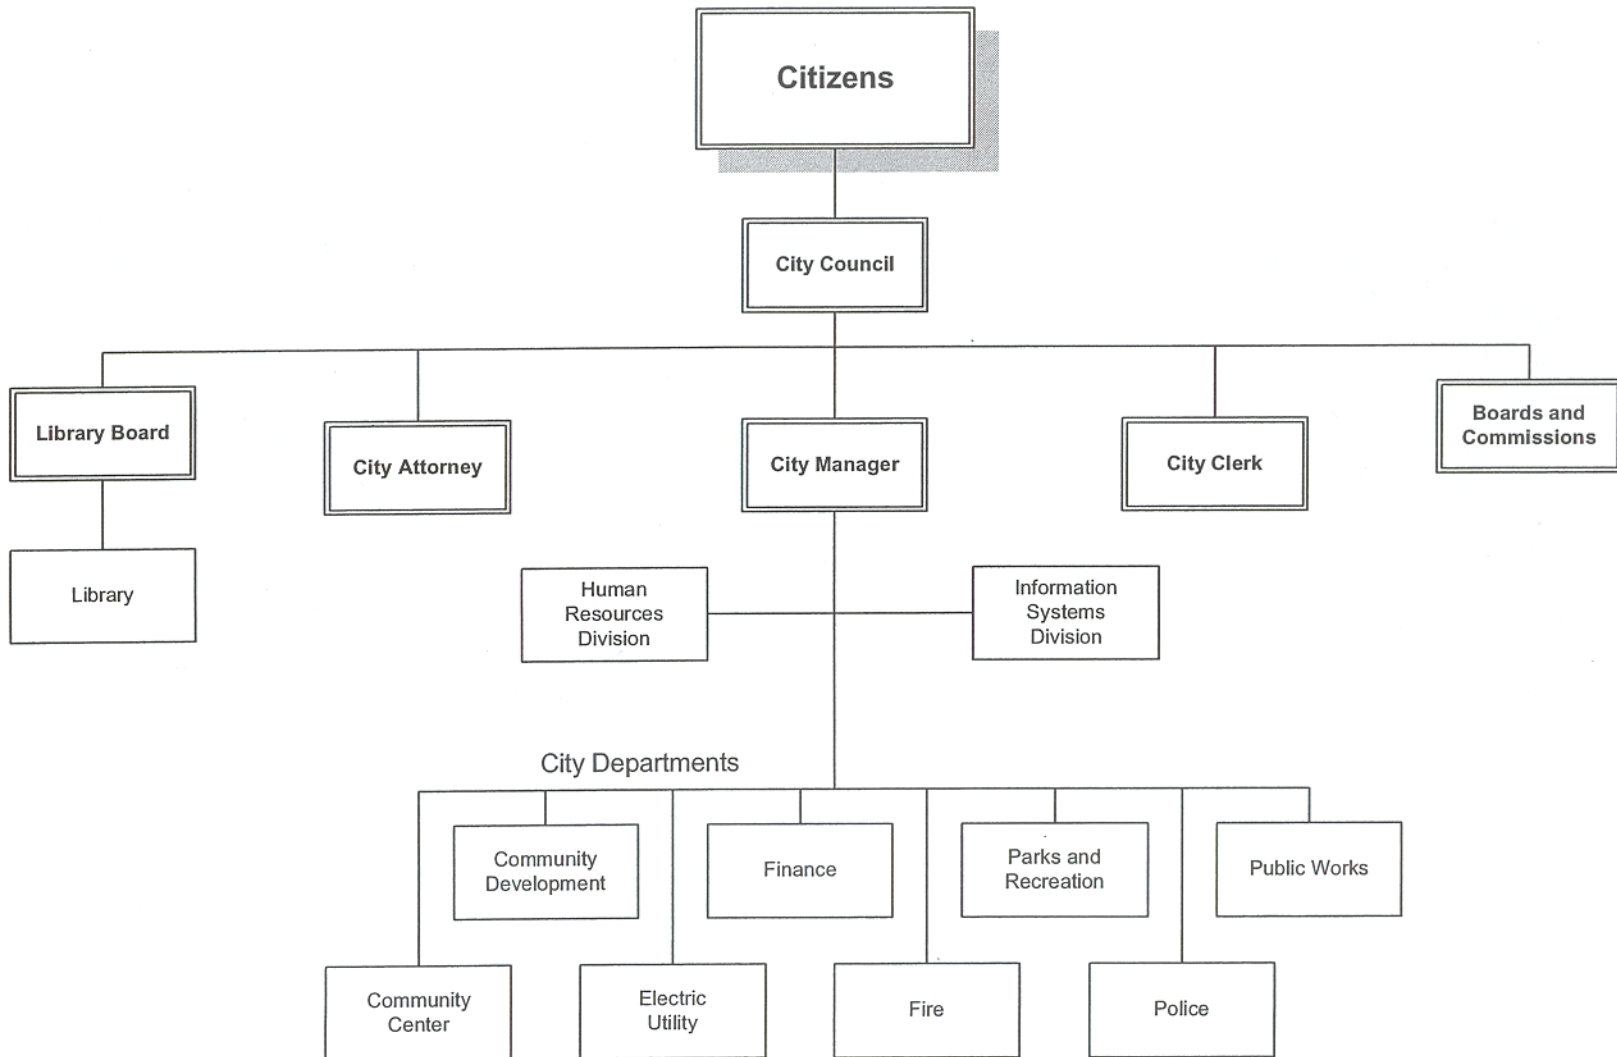 Citizens
City Council
Library Board
City Attorney
City Manager
City Clerk
Boards and
Commissions
Library
Human
Resources
Division
Information
Systems
Division
City Departments
Community
Development
Finance
Parks and
Recreation
Public Works
Community
Center
Electric
Utility
Fire
Police